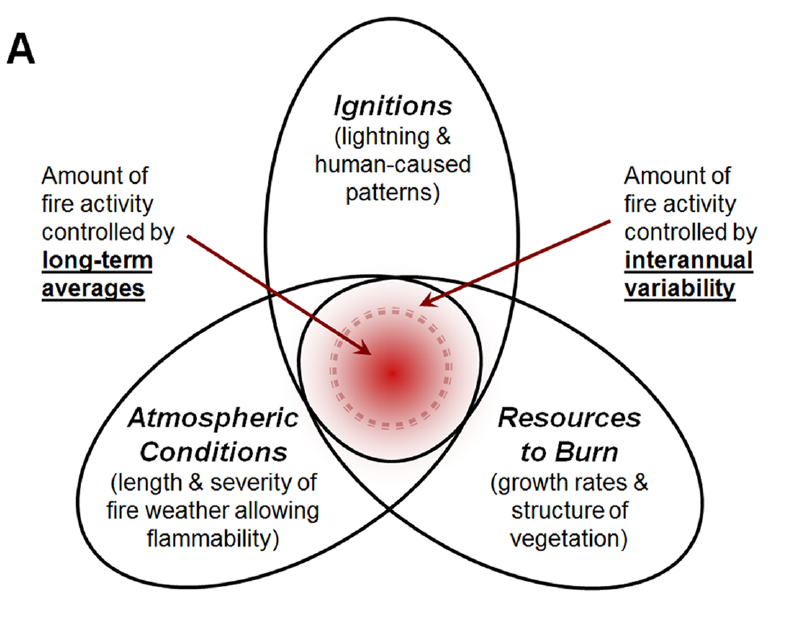 A
Ignitions
(lightning &
human-caused
patterns)
Amount of
fire activity
controlled by
long-term
averages
Amount of
fire activity
controlled by
interannual
variability
Atmospheric
Conditions
(length & severity of
fire weather allowing
flammability)
Resources
to Burn
(growth rates &
structure of
vegetation)